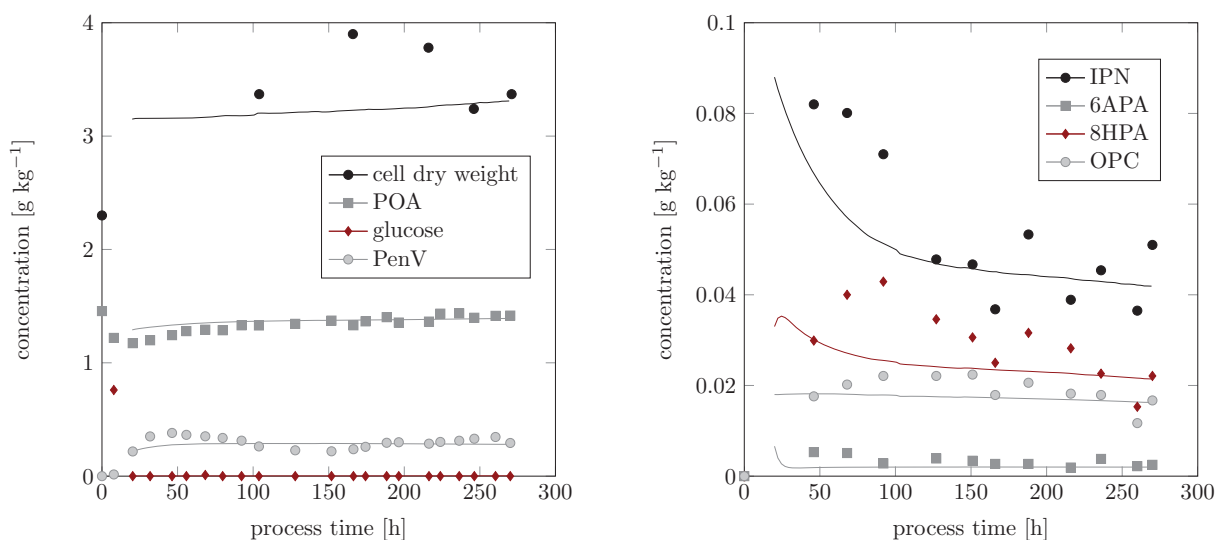 4
3
2
1
0
0
50
100
150
200
250
300
concentration [g kg⁻¹]
process time [h]
cell dry weight
POA
glucose
PenV
0.1
0.08
0.06
0.04
0.02
0
0
50
100
150
200
250
300
concentration [g kg⁻¹]
process time [h]
IPN
6APA
8HPA
OPC